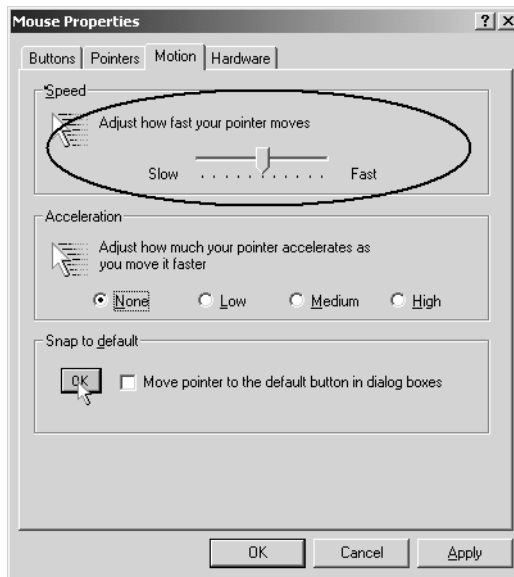 Mouse Properties
? X
Buttons Pointers Motion Hardware
Speed
Adjust how fast your pointer moves
Slow Fast
Acceleration
Adjust how much your pointer accelerates as
you move it faster
None Low Medium High
Snap to default
OK Move pointer to the default button in dialog boxes
OK Cancel Apply